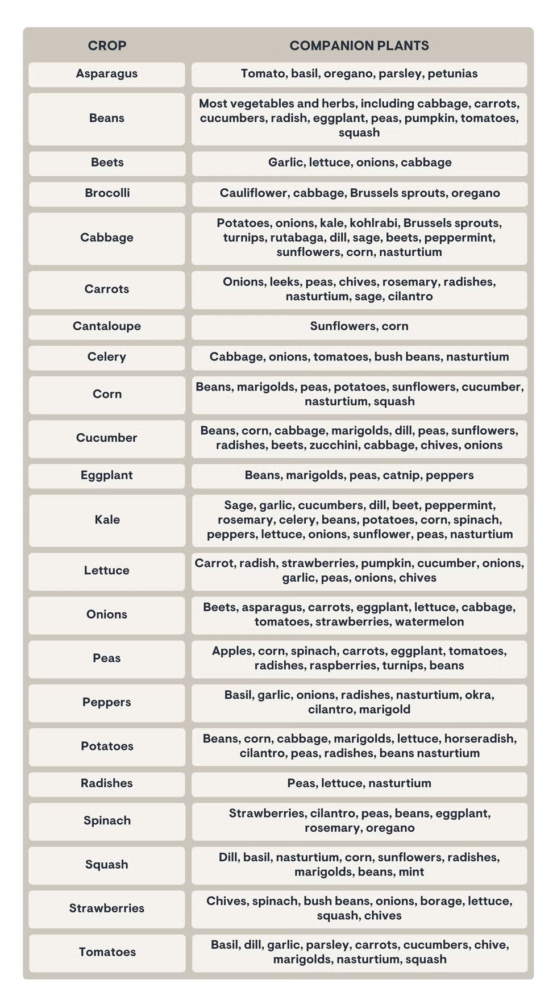 CROP
COMPANION PLANTS
Asparagus
Tomato, basil, oregano, parsley, petunias
Beans
Most vegetables and herbs, including cabbage, carrots,
cucumbers, radish, eggplant, peas, pumpkin, tomatoes,
squash
Beets
Garlic, lettuce, onions, cabbage
Brocolli
Cauliflower, cabbage, Brussels sprouts, oregano
Cabbage
Potatoes, onions, kale, kohlrabi, Brussels sprouts,
turnips, rutabaga, dill, sage, beets, peppermint,
sunflowers, corn, nasturtium
Carrots
Onions, leeks, peas, chives, rosemary, radishes,
nasturtium, sage, cilantro
Cantaloupe
Sunflowers, corn
Celery
Cabbage, onions, tomatoes, bush beans, nasturtium
Corn
Beans, marigolds, peas, potatoes, sunflowers, cucumber,
nasturtium, squash
Cucumber
Beans, corn, cabbage, marigolds, dill, peas, sunflowers,
radishes, beets, zucchini, cabbage, chives, onions
Eggplant
Beans, marigolds, peas, catnip, peppers
Kale
Sage, garlic, cucumbers, dill, beet, peppermint,
rosemary, celery, beans, potatoes, corn, spinach,
peppers, lettuce, onions, sunflower, peas, nasturtium
Lettuce
Carrot, radish, strawberries, pumpkin, cucumber, onions,
garlic, peas, onions, chives
Onions
Beets, asparagus, carrots, eggplant, lettuce, cabbage,
tomatoes, strawberries, watermelon
Peas
Apples, corn, spinach, carrots, eggplant, tomatoes,
radishes, raspberries, turnips, beans
Peppers
Basil, garlic, onions, radishes, nasturtium, okra,
cilantro, marigold
Potatoes
Beans, corn, cabbage, marigolds, lettuce, horseradish,
cilantro, peas, radishes, beans nasturtium
Radishes
Peas, lettuce, nasturtium
Spinach
Strawberries, cilantro, peas, beans, eggplant,
rosemary, oregano
Squash
Dill, basil, nasturtium, corn, sunflowers, radishes,
marigolds, beans, mint
Strawberries
Chives, spinach, bush beans, onions, borage, lettuce,
squash, chives
Tomatoes
Basil, dill, garlic, parsley, carrots, cucumbers, chive,
marigolds, nasturtium, squash